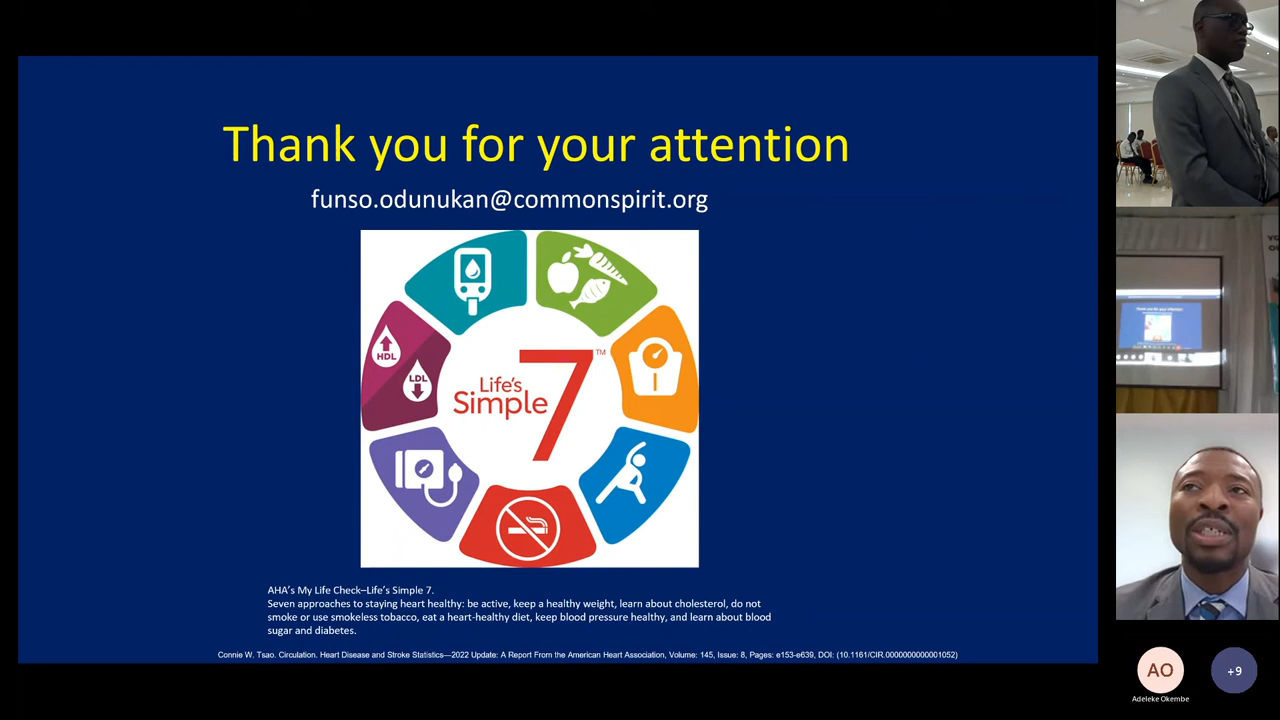 Thank you for your attention
funso.odunukan@commonspirit.org
HDL
LDL
Life's
Simple
7™
AHA's My Life Check–Life's Simple 7.
Seven approaches to staying heart healthy: be active, keep a healthy weight, learn about cholesterol, do not
smoke or use smokeless tobacco, eat a heart-healthy diet, keep blood pressure healthy, and learn about blood
sugar and diabetes.
Connie W. Tsao. Circulation. Heart Disease and Stroke Statistics—2022 Update: A Report From the American Heart Association, Volume: 145, Issue: 8, Pages: e153-e639, DOI: (10.1161/CIR.0000000000001052)
AO
+9
Adeleke Okembe